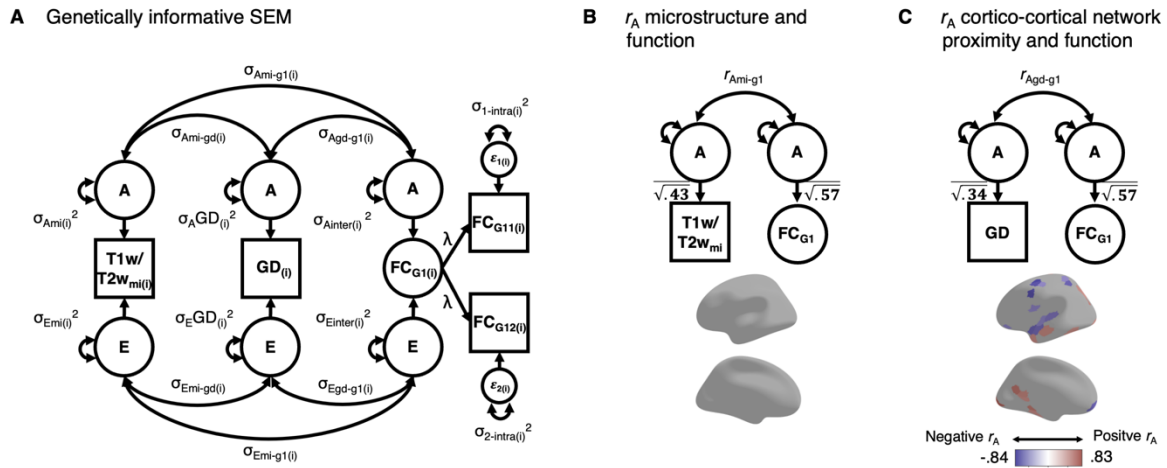 A Genetically informative SEM
σAmi-g1(i)
σAmi-gd(i)
σAgd-g1(i)
σ1-intra(i)²
ε1(i)
A
A
A
σAmi(i)²
σAGD(i)²
σAinter(i)²
FCG11(i)
λ
T1w/
T2wmi(i)
GD(i)
FCG1(i)
λ
FCG12(i)
σEmi(i)²
σEGD(i)²
σEinter(i)²
E
E
E
ε2(i)
σEmi-gd(i)
σEgd-g1(i)
σ2-intra(i)²
σEmi-g1(i)
B rA microstructure and
function
rAmi-g1
A
A
√.43
√.57
T1w/
T2wmi
FCG1
C rA cortico-cortical network
proximity and function
rAgd-g1
A
A
√.34
√.57
GD
FCG1
Negative rA
Positve rA
-.84
.83